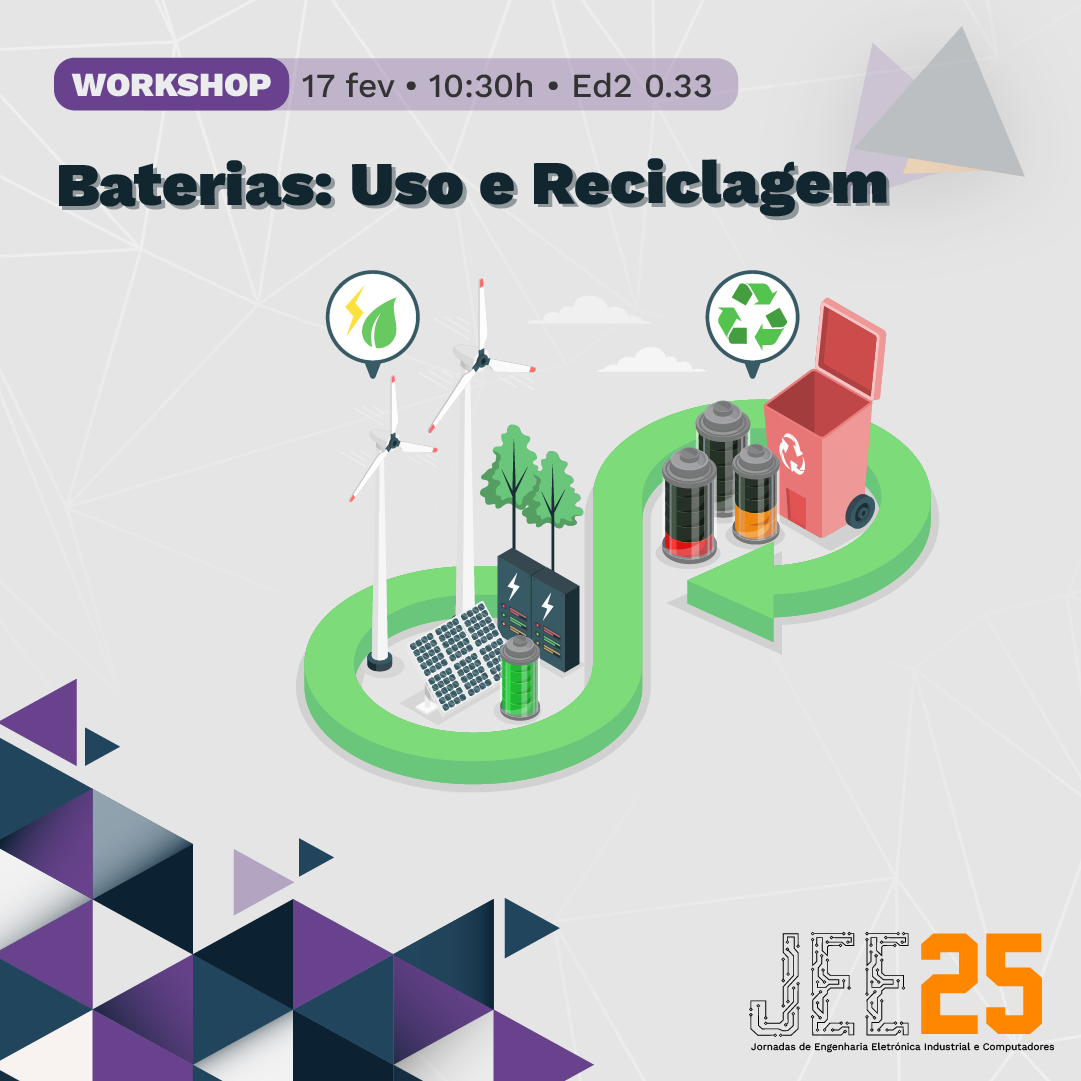 WORKSHOP 17 fev • 10:30h • Ed2 0.33
Baterias: Uso e Reciclagem
JEE25
Jornadas de Engenharia Eletrónica Industrial e Computadores